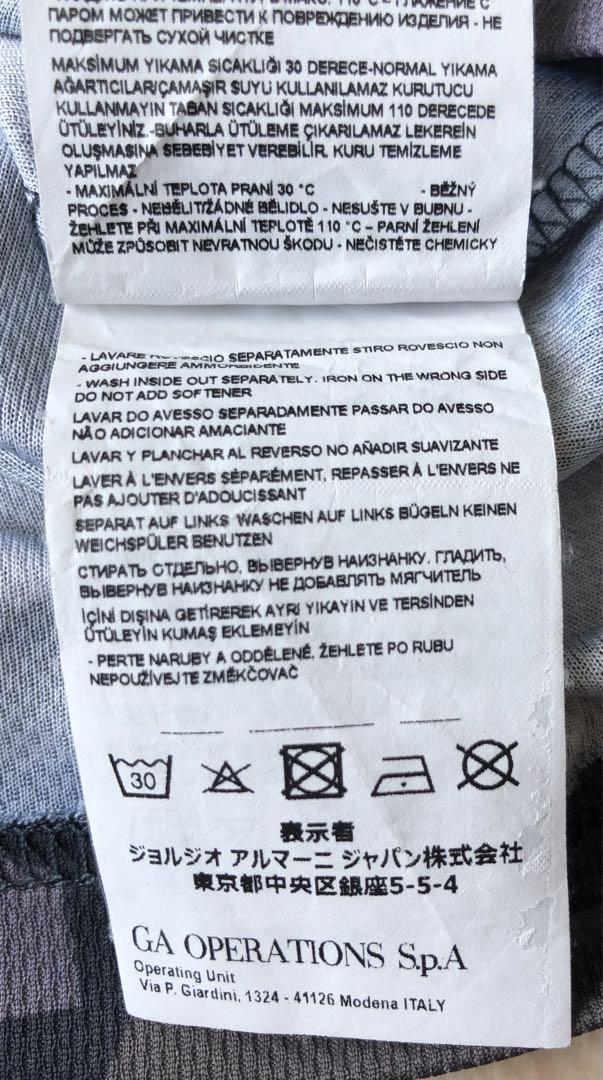 ПАРОМ МОЖЕТ ПРИВЕСТИ К ПОВРЕЖДЕНИЮ ИЗДЕЛИЯ - НЕ
ПОДВЕРГАТЬ СУХОЙ ЧИСТКЕ
MAKSİMUM YIKAMA SICAKLIĞI 30 DERECE-NORMAL YIKAMA
AĞARTICILAR/ÇAMAŞIR SUYU KULLANILAMAZ KURUTUCU
KULLANMAYIN TABAN SICAKLIĞI MAKSİMUM 110 DERECEDE
ÜTÜLEYİNİZ.-BUHARLA ÜTÜLEME ÇIKARILAMAZ LEKEREİN
OLUŞMASINA SEBEBİYET VEREBİLİR. KURU TEMİZLEME
YAPILMAZ
- MAXIMÁLNÍ TEPLOTA PRANÍ 30 °C - BĚŽNÝ
PROCES - NEBĚLITŽÁDNÉ BĚLIDLO - NESUŠTE V BUBNU -
ŽEHLETE PŘI MAXIMÁLNÍ TEPLOTĚ 110 °C – PARNÍ ŽEHLENÍ
MŮŽE ZPŮSOBIT NEVRATNOU ŠKODU - NEČISTĚTE CHEMICKY
- LAVARE ROVESCIO SEPARATAMENTE STIRO ROVESCIO NON
AGGIUNGERE AMMORBIDENTE
- WASH INSIDE OUT SEPARATELY. IRON ON THE WRONG SIDE
DO NOT ADD SOFTENER
LAVAR DO AVESSO SEPARADAMENTE PASSAR DO AVESSO
NÃO ADICIONAR AMACIANTE
LAVAR Y PLANCHAR AL REVERSO NO AÑADIR SUAVIZANTE
LAVER À L'ENVERS SÉPARÉMENT, REPASSER À L'ENVERS NE
PAS AJOUTER D'ADOUCISSANT
SEPARAT AUF LINKS WASCHEN AUF LINKS BÜGELN KEINEN
WEICHSPÜLER BENUTZEN
СТИРАТЬ ОТДЕЛЬНО, ВЫВЕРНУВ НАИЗНАНКУ. ГЛАДИТЬ,
ВЫВЕРНУВ НАИЗНАНКУ НЕ ДОБАВЛЯТЬ МЯГЧИТЕЛЬ
İÇİNİ DIŞINA GETİREREK AYRI YIKAYIN VE TERSİNDEN
ÜTÜLEYİN KUMAŞ EKLEMEYİN
- PERTE NARUBY A ODDĚLENĚ. ŽEHLETE PO RUBU
NEPOUŽÍVEJTE ZMĚKČOVAČ
30
表示者
ジョルジオ アルマーニ ジャパン株式会社
東京都中央区銀座5-5-4
GA OPERATIONS S.p.A
Operating Unit
Via P. Giardini, 1324 - 41126 Modena ITALY